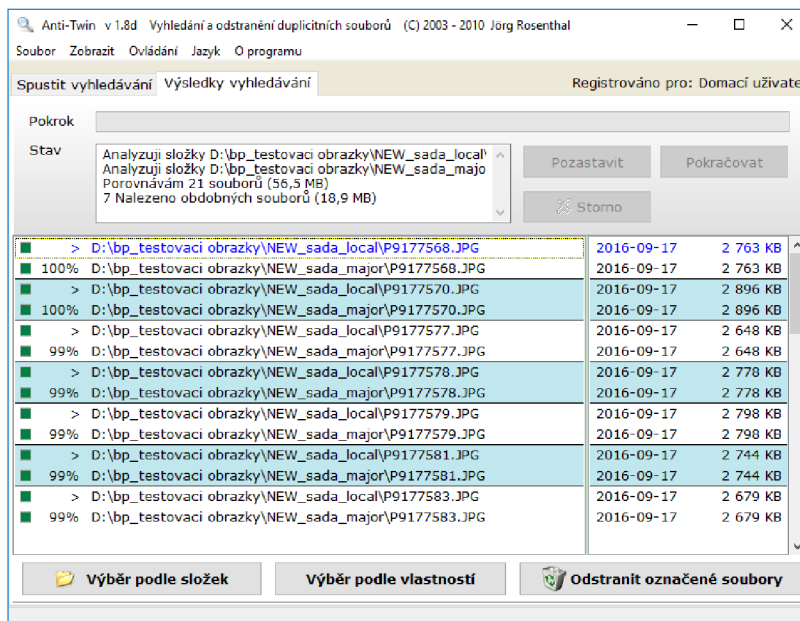 Anti-Twin v 1.8d Vyhledání a odstranění duplicitních souborů (C) 2003 - 2010 Jörg Rosenthal
Soubor Zobrazit Ovládání Jazyk O programu
Spustit vyhledávání Výsledky vyhledávání Registrováno pro: Domací uživate
Pokrok
Stav
Analyzuji složky D:\bp_testovaci obrazky\NEW_sada_local\
Analyzuji složky D:\bp_testovaci obrazky\NEW_sada_majo
Porovnávám 21 souborů (56,5 MB)
7 Nalezeno obdobných souborů (18,9 MB)
Pozastavit Pokračovat
Storno
> D:\bp_testovaci obrazky\NEW_sada_local\P9177568.JPG 2016-09-17 2 763 KB
100% D:\bp_testovaci obrazky\NEW_sada_major\P9177568.JPG 2016-09-17 2 763 KB
> D:\bp_testovaci obrazky\NEW_sada_local\P9177570.JPG 2016-09-17 2 896 KB
100% D:\bp_testovaci obrazky\NEW_sada_major\P9177570.JPG 2016-09-17 2 896 KB
> D:\bp_testovaci obrazky\NEW_sada_local\P9177577.JPG 2016-09-17 2 648 KB
99% D:\bp_testovaci obrazky\NEW_sada_major\P9177577.JPG 2016-09-17 2 648 KB
> D:\bp_testovaci obrazky\NEW_sada_local\P9177578.JPG 2016-09-17 2 778 KB
99% D:\bp_testovaci obrazky\NEW_sada_major\P9177578.JPG 2016-09-17 2 778 KB
> D:\bp_testovaci obrazky\NEW_sada_local\P9177579.JPG 2016-09-17 2 798 KB
99% D:\bp_testovaci obrazky\NEW_sada_major\P9177579.JPG 2016-09-17 2 798 KB
> D:\bp_testovaci obrazky\NEW_sada_local\P9177581.JPG 2016-09-17 2 744 KB
99% D:\bp_testovaci obrazky\NEW_sada_major\P9177581.JPG 2016-09-17 2 744 KB
> D:\bp_testovaci obrazky\NEW_sada_local\P9177583.JPG 2016-09-17 2 679 KB
99% D:\bp_testovaci obrazky\NEW_sada_major\P9177583.JPG 2016-09-17 2 679 KB
Výběr podle složek Výběr podle vlastností Odstranit označené soubory